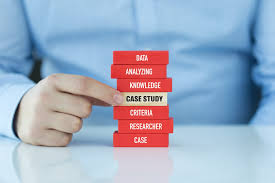 DATA
ANALYZING
KNOWLEDGE
CASE STUDY
CRITERIA
RESEARCHER
CASE